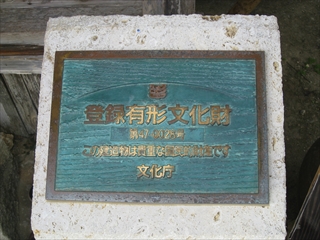 登録有形文化財
この建造物は貴重な国民的財産です
文化庁